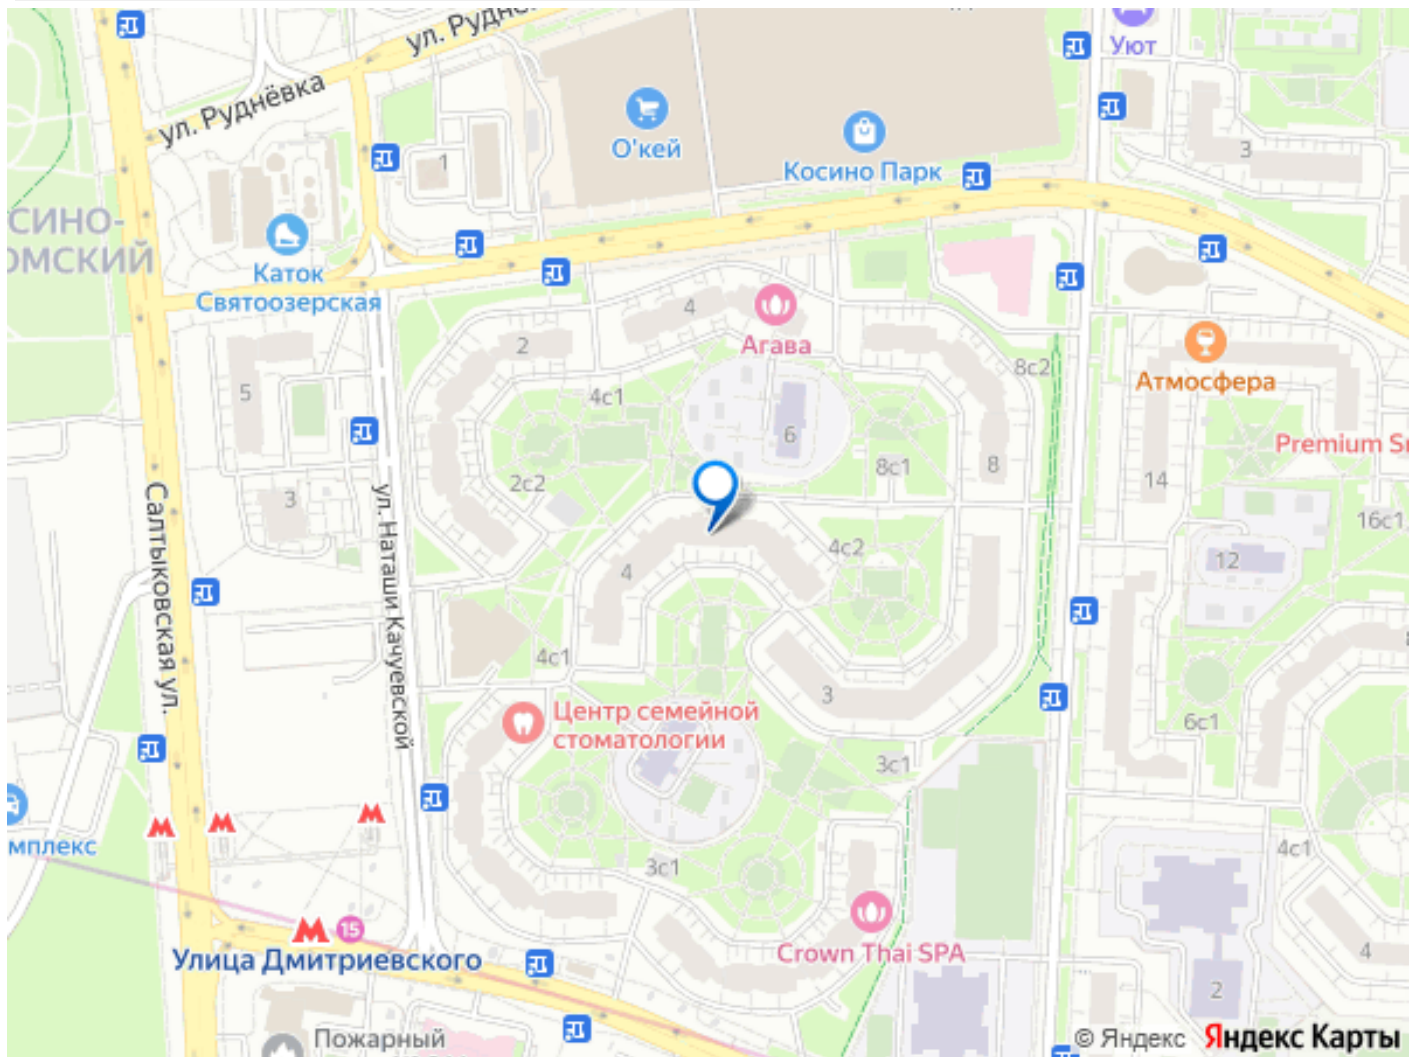 ул. Руднёвка
Уют
ул. Руднёвка
О'кей
1
Косино Парк
3
СИНО-
ОМСКИЙ
Каток
Святоозерская
4
Агава
2
5
8с2
Атмосфера
4с1
6
Premium Sm
8с1
8
2с2
14
3
16с1
Салтыковская ул.
ул. Наташи Качуевской
4с2
12
4
4с1
3
6с1
Центр семейной
стоматологии
3с1
мплекс
4с1
3с1
15
Улица Дмитриевского
Crown Thai SPA
4
2
Пожарный
© Яндекс Яндекс Карты